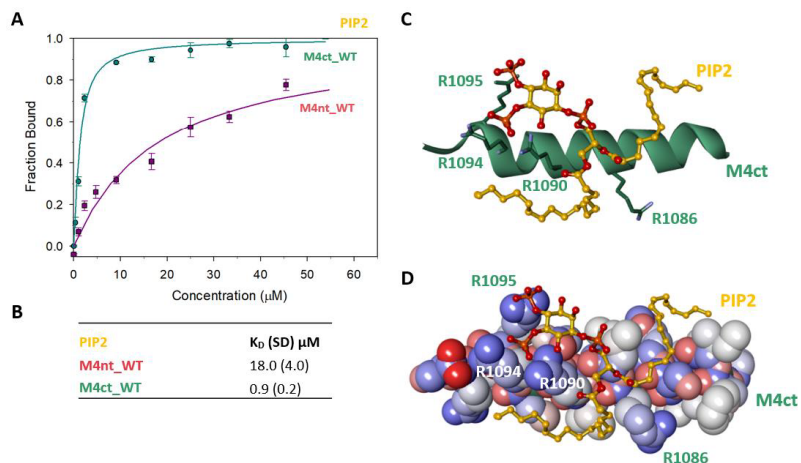 A
PIP2
1.0
0.8
0.6
0.4
0.2
0.0
Fraction Bound
M4ct_WT
M4nt_WT
0 10 20 30 40 50 60
Concentration (μM)
B
PIP2 K_D (SD) μM
M4nt_WT 18.0 (4.0)
M4ct_WT 0.9 (0.2)
C
PIP2
R1095
R1094
R1090
M4ct
R1086
D
R1095
PIP2
R1094
R1090
M4ct
R1086